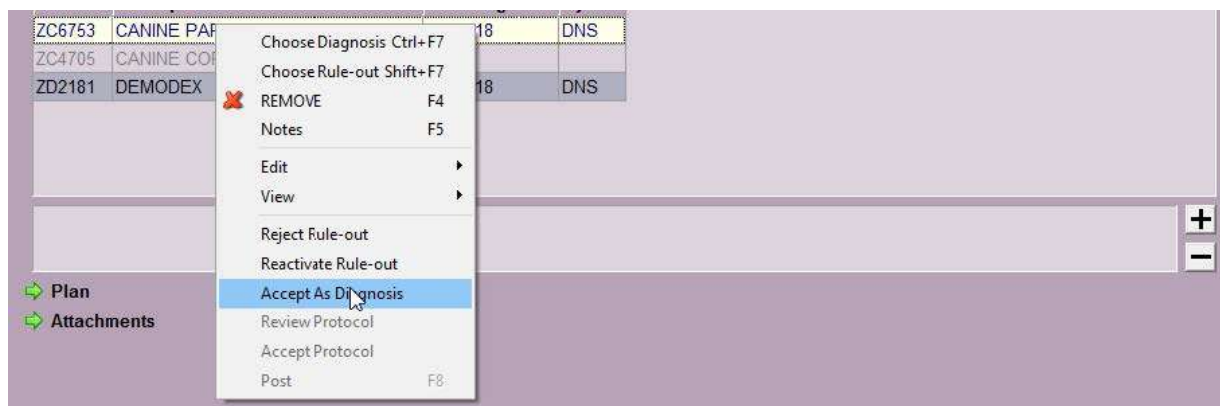 ZC6753 CANINE PAR 18 DNS
Choose Diagnosis Ctrl+F7
ZC4705 CANINE COR
Choose Rule-out Shift+F7
ZD2181 DEMODEX 18 DNS
REMOVE F4
Notes F5
Edit
View
Reject Rule-out
Reactivate Rule-out
Plan
Accept As Diagnosis
Attachments
Review Protocol
Accept Protocol
Post F8